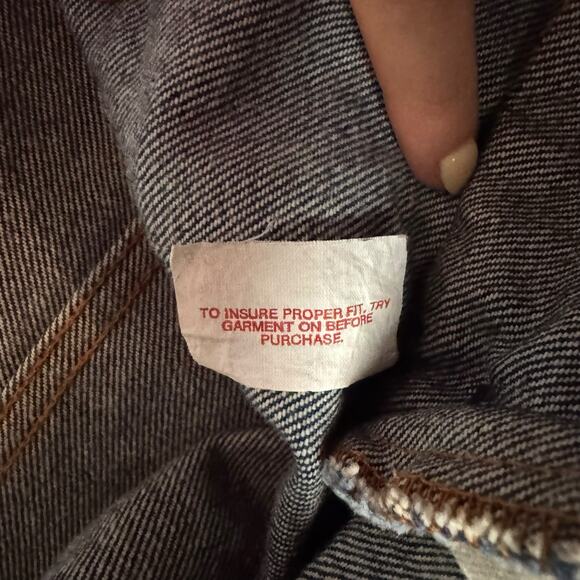 TO INSURE PROPER FIT, TRY
GARMENT ON BEFORE
PURCHASE.